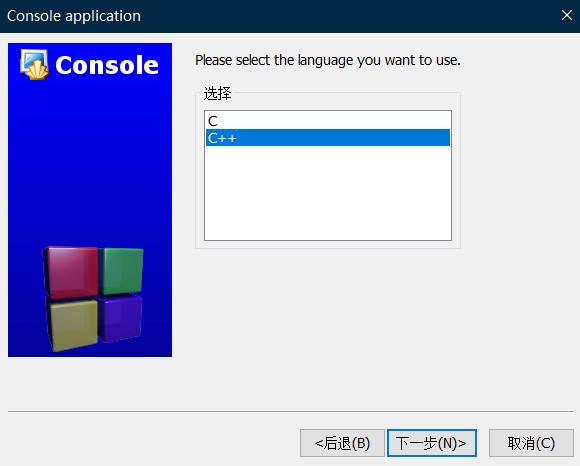 Console application
Console
Please select the language you want to use.
选择
C
C++
<后退(B)
下一步(N)>
取消(C)